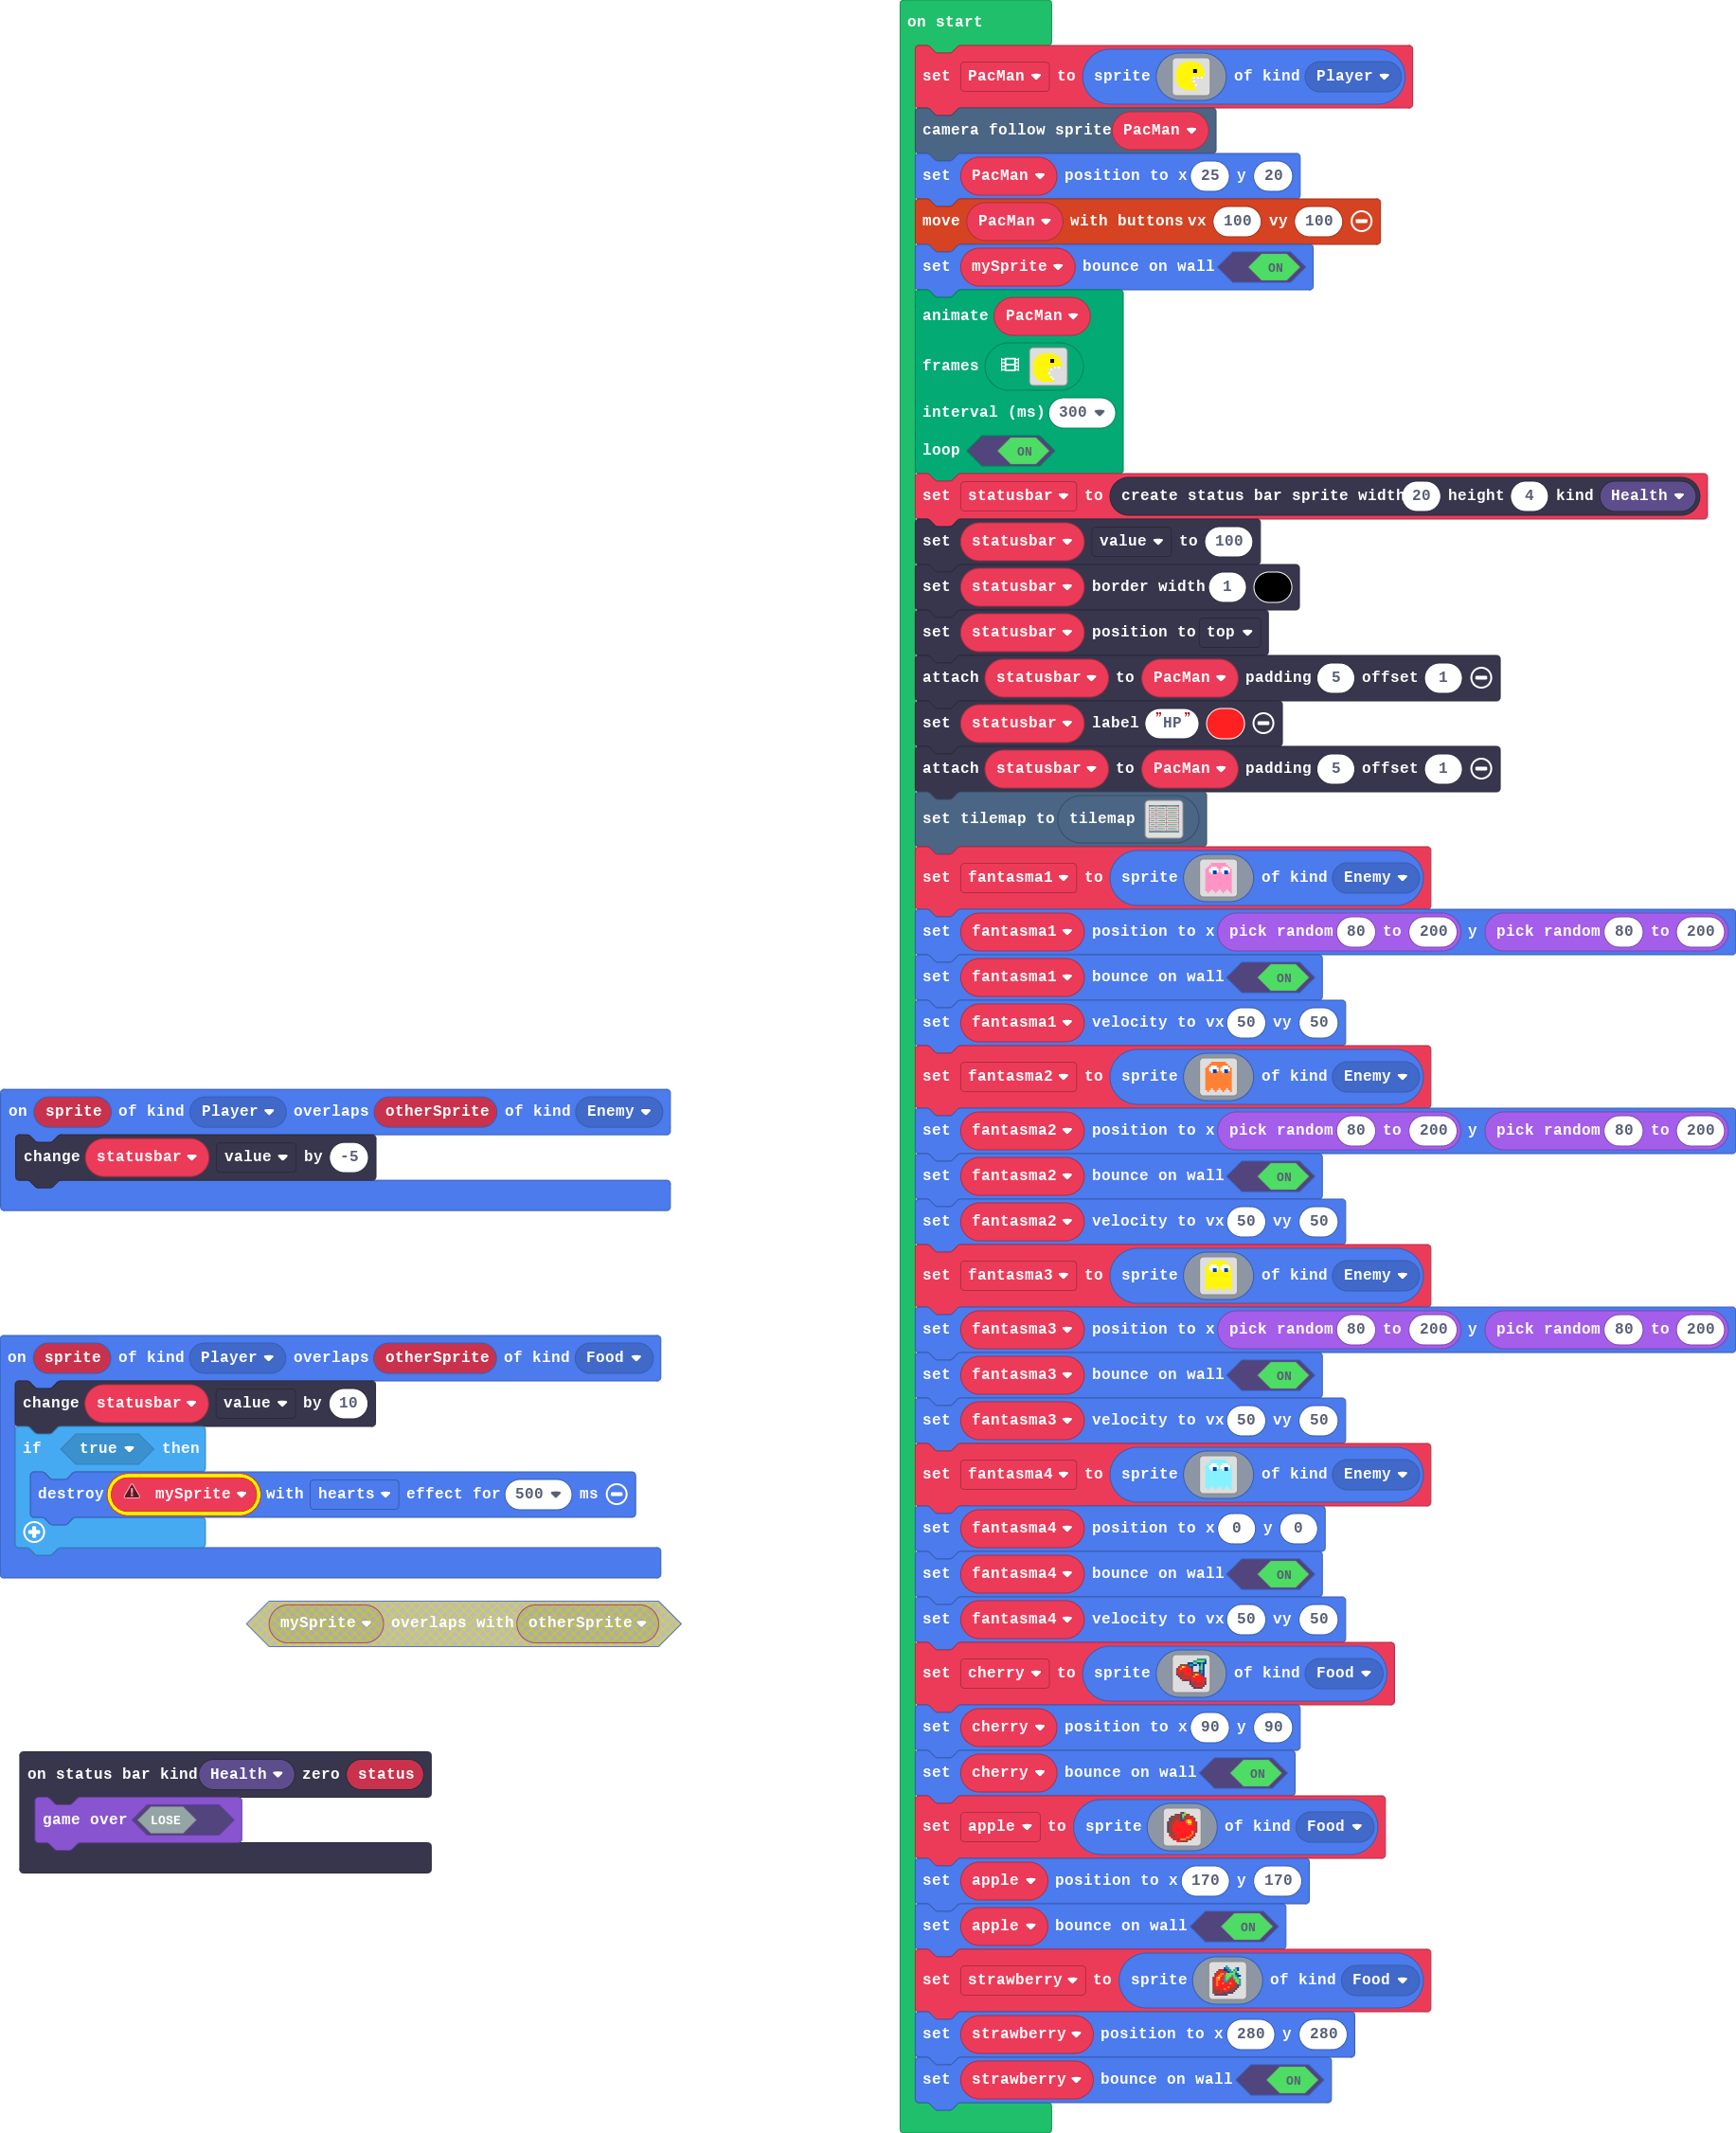 on start
set PacMan to sprite of kind Player
camera follow sprite PacMan
set PacMan position to x 25 y 20
move PacMan with buttons vx 100 vy 100
set mySprite bounce on wall ON
animate PacMan
frames
interval (ms) 300
loop ON
set statusbar to create status bar sprite width 20 height 4 kind Health
set statusbar value to 100
set statusbar border width 1
set statusbar position to top
attach statusbar to PacMan padding 5 offset 1
set statusbar label "HP"
attach statusbar to PacMan padding 5 offset 1
set tilemap to tilemap
set fantasma1 to sprite of kind Enemy
set fantasma1 position to x pick random 80 to 200 y pick random 80 to 200
set fantasma1 bounce on wall ON
set fantasma1 velocity to vx 50 vy 50
set fantasma2 to sprite of kind Enemy
set fantasma2 position to x pick random 80 to 200 y pick random 80 to 200
set fantasma2 bounce on wall ON
set fantasma2 velocity to vx 50 vy 50
set fantasma3 to sprite of kind Enemy
set fantasma3 position to x pick random 80 to 200 y pick random 80 to 200
set fantasma3 bounce on wall ON
set fantasma3 velocity to vx 50 vy 50
set fantasma4 to sprite of kind Enemy
set fantasma4 position to x 0 y 0
set fantasma4 bounce on wall ON
set fantasma4 velocity to vx 50 vy 50
set cherry to sprite of kind Food
set cherry position to x 90 y 90
set cherry bounce on wall ON
set apple to sprite of kind Food
set apple position to x 170 y 170
set apple bounce on wall ON
set strawberry to sprite of kind Food
set strawberry position to x 280 y 280
set strawberry bounce on wall ON
on sprite of kind Player overlaps otherSprite of kind Enemy
change statusbar value by -5
on sprite of kind Player overlaps otherSprite of kind Food
change statusbar value by 10
if true then
destroy mySprite with hearts effect for 500 ms
mySprite overlaps with otherSprite
on status bar kind Health zero status
game over LOSE